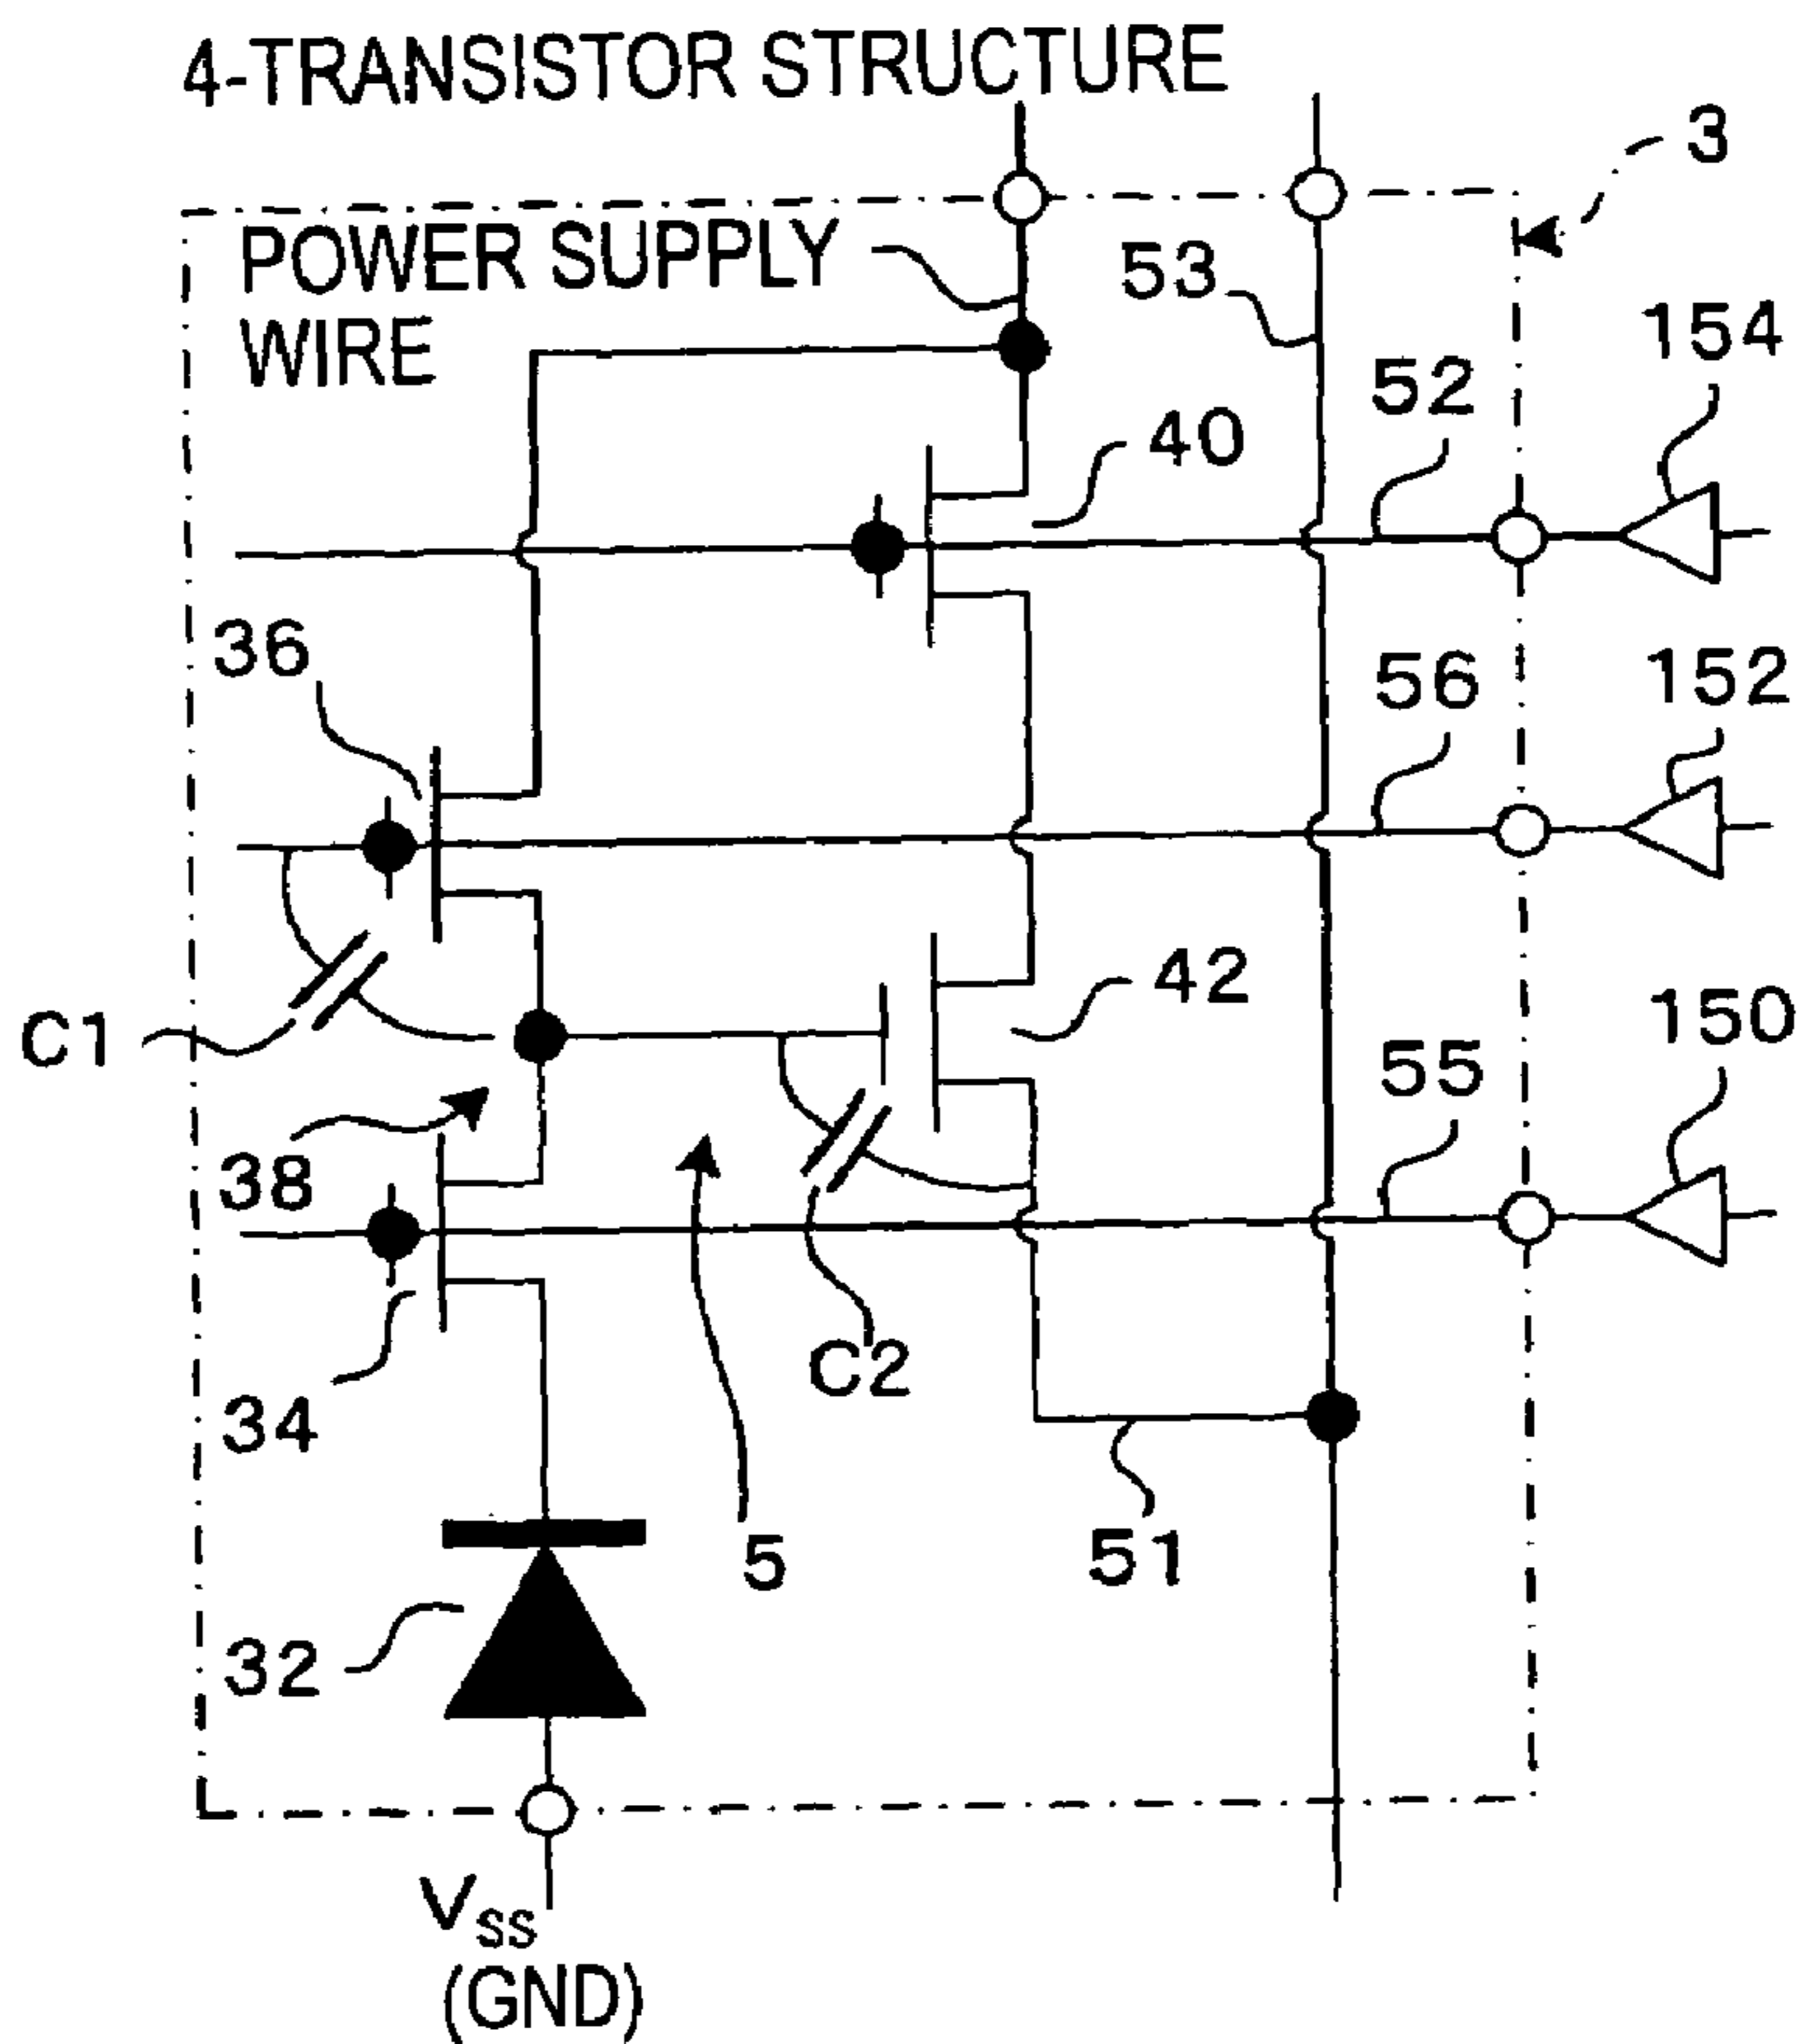 4-TRANSISTOR STRUCTURE
3
POWER SUPPLY
WIRE
53
154
52
40
36
56
152
42
C1
150
55
38
C2
34
5
51
32
VSS
(GND)